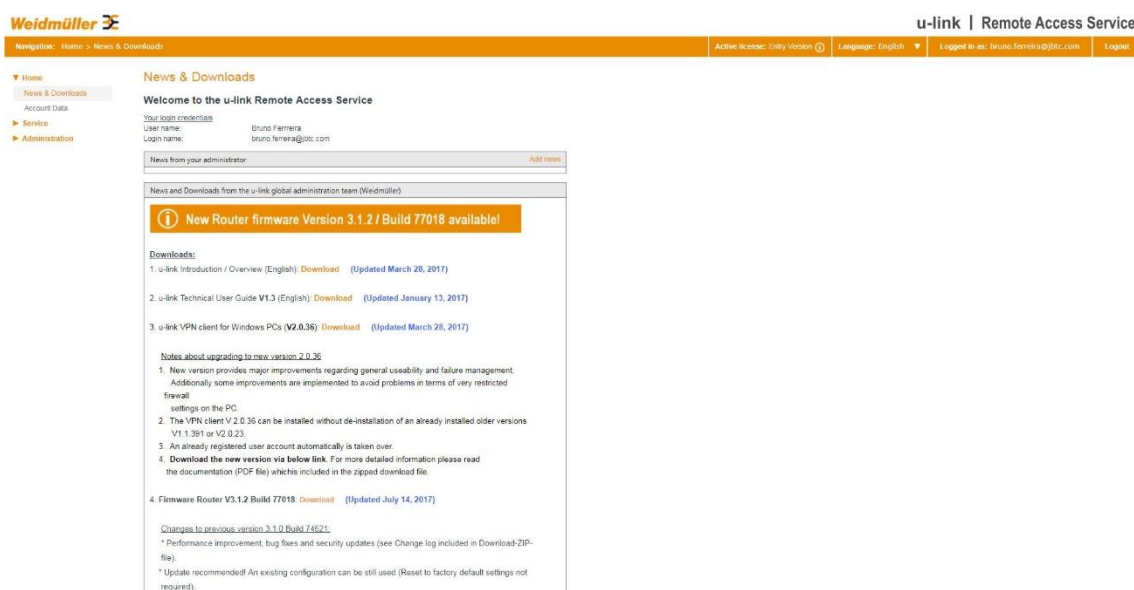 Weidmüller
u-link | Remote Access Service
Navigation: Home > News & Downloads
Active license: Entry Version
Language: English ▼
Logged in as: bruno.ferreira@jbtc.com
Logout
▼ Home
News & Downloads
Account Data
► Service
► Administration
News & Downloads
Welcome to the u-link Remote Access Service
Your login credentials
User name: Bruno Ferrreira
Login name: bruno.ferreira@jbtc.com
News from your administrator Add news
News and Downloads from the u-link global administration team (Weidmüller)
New Router firmware Version 3.1.2 / Build 77018 available!
Downloads:
1. u-link Introduction / Overview (English): Download (Updated March 28, 2017)
2. u-link Technical User Guide V1.3 (English): Download (Updated January 13, 2017)
3. u-link VPN client for Windows PCs (V2.0.36): Download (Updated March 28, 2017)
Notes about upgrading to new version 2.0.36
1. New version provides major improvements regarding general useability and failure management.
Additionally some improvements are implemented to avoid problems in terms of very restricted
firewall
settings on the PC.
2. The VPN client V 2.0.36 can be installed without de-installation of an already installed older versions
V1.1.391 or V2.0.23.
3. An already registered user account automatically is taken over.
4. Download the new version via below link. For more detailed information please read
the documentation (PDF file) whichis included in the zipped download file.
4. Firmware Router V3.1.2 Build 77018: Download (Updated July 14, 2017)
Changes to previous version 3.1.0 Build 74521:
* Performance improvement, bug fixes and security updates (see Change log included in Download-ZIP-
file).
* Update recommended! An existing configuration can be still used (Reset to factory default settings not
required).